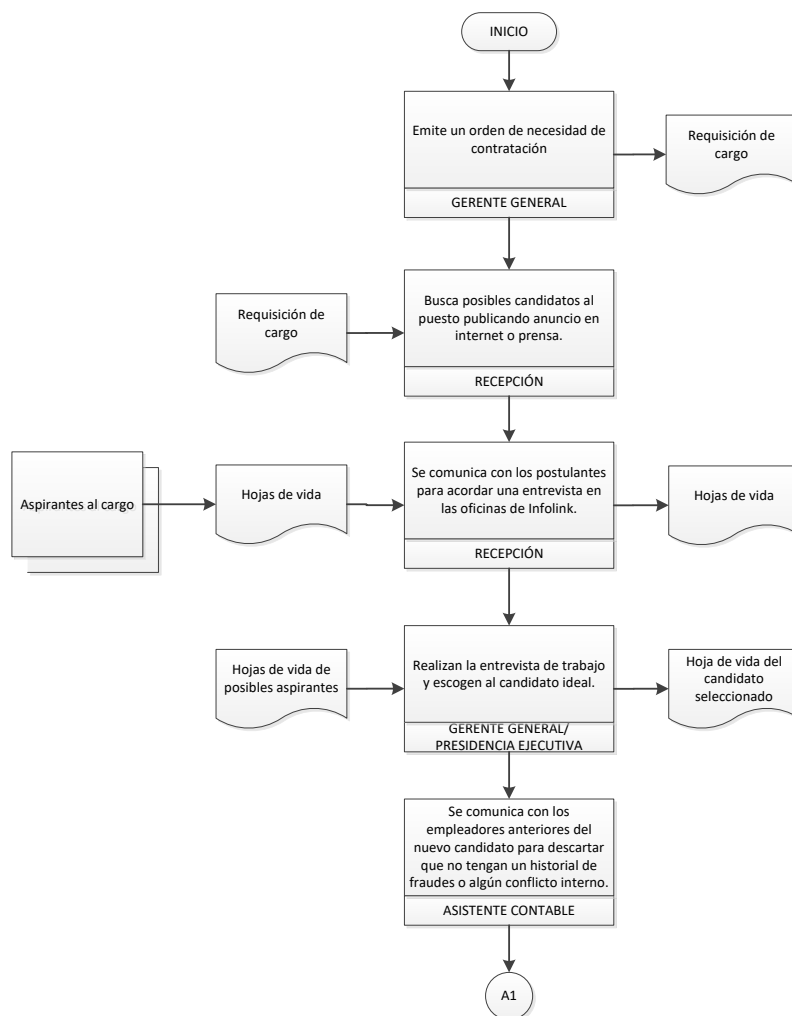 INICIO
Emite un orden de necesidad de
contratación
GERENTE GENERAL
Requisición de
cargo
Requisición de
cargo
Busca posibles candidatos al
puesto publicando anuncio en
internet o prensa.
RECEPCIÓN
Aspirantes al cargo
Hojas de vida
Se comunica con los postulantes
para acordar una entrevista en
las oficinas de Infolink.
RECEPCIÓN
Hojas de vida
Hojas de vida de
posibles aspirantes
Realizan la entrevista de trabajo
y escogen al candidato ideal.
GERENTE GENERAL/
PRESIDENCIA EJECUTIVA
Hoja de vida del
candidato
seleccionado
Se comunica con los
empleadores anteriores del
nuevo candidato para descartar
que no tengan un historial de
fraudes o algún conflicto interno.
ASISTENTE CONTABLE
A1